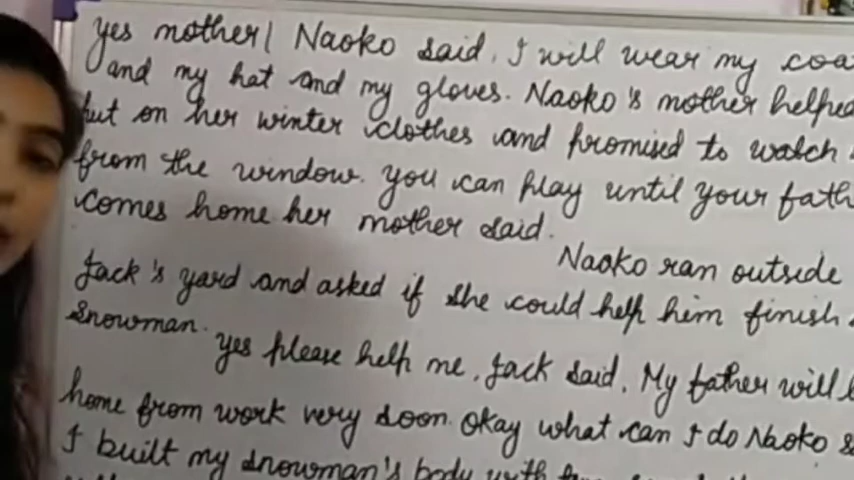 yes mother! Naoko said. I will wear my
and my hat and my gloves. Naoko's mother helped
put on her winter clothes and promised to watch
from the window. you can play until your
comes home her mother said.
Naoko ran outside
Jack's yard and asked if she could help him finish
snowman.
yes please help me, Jack said. My father will
home from work very soon. Okay what can I do Naoko
I built my snowman's body with